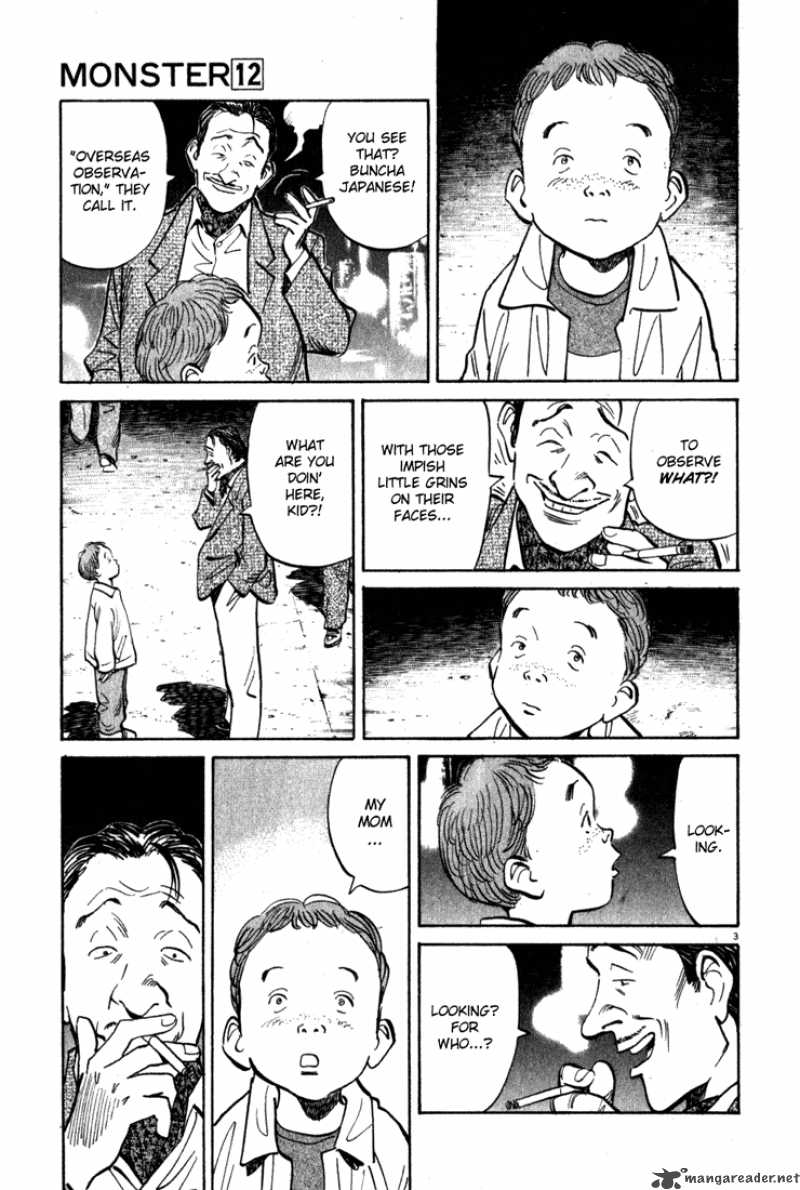 MONSTER 12
YOU SEE
THAT?
BUNCHA
JAPANESE!
"OVERSEAS
OBSERVA-
TION," THEY
CALL IT.
TO
OBSERVE
WHAT?!
WITH THOSE
IMPISH
LITTLE GRINS
ON THEIR
FACES...
WHAT
ARE YOU
DOIN'
HERE,
KID?!
LOOK-
ING.
3
LOOKING?
FOR
WHO...?
MY
MOM
...
mangareader.net